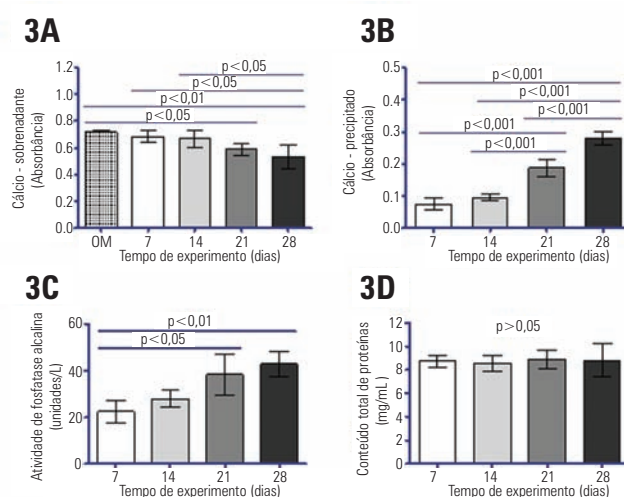 3A
p<0,05
p<0,05
p<0,01
p<0,05
Cálcio - sobrenadante
(Absorbância)
1.2
1.0
0.8
0.6
0.4
0.2
0.0
OM 7 14 21 28
Tempo de experimento (dias)
3B
p<0,001
p<0,001
p<0,001
p<0,001
p<0,001
Cálcio - precipitado
(Absorbância)
0.5
0.4
0.3
0.2
0.1
0.0
7 14 21 28
Tempo de experimento (dias)
3C
p<0,01
p<0,05
Atividade de fosfatase alcalina
(unidades/L)
60
40
20
0
7 14 21 28
Tempo de experimento (dias)
3D
p>0,05
Conteúdo total de proteínas
(mg/mL)
12
10
8
6
4
2
0
7 14 21 28
Tempo de experimento (dias)